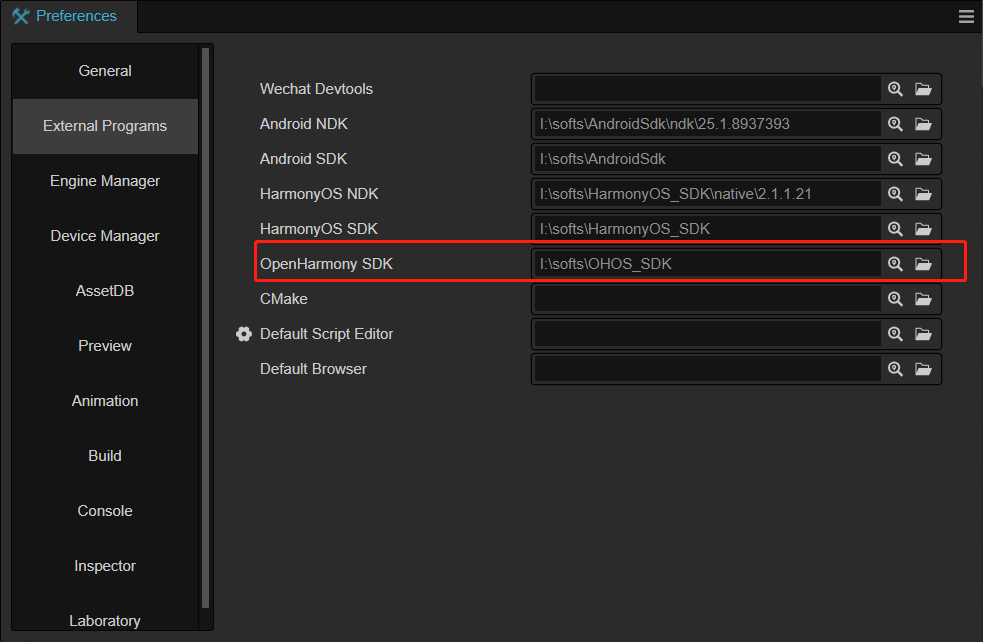 Preferences
General
External Programs
Engine Manager
Device Manager
AssetDB
Preview
Animation
Build
Console
Inspector
Laboratory
Wechat Devtools
Android NDK I:\softs\AndroidSdk\ndk\25.1.8937393
Android SDK I:\softs\AndroidSdk
HarmonyOS NDK I:\softs\HarmonyOS_SDK\native\2.1.1.21
HarmonyOS SDK I:\softs\HarmonyOS_SDK
OpenHarmony SDK I:\softs\OHOS_SDK
CMake
Default Script Editor
Default Browser